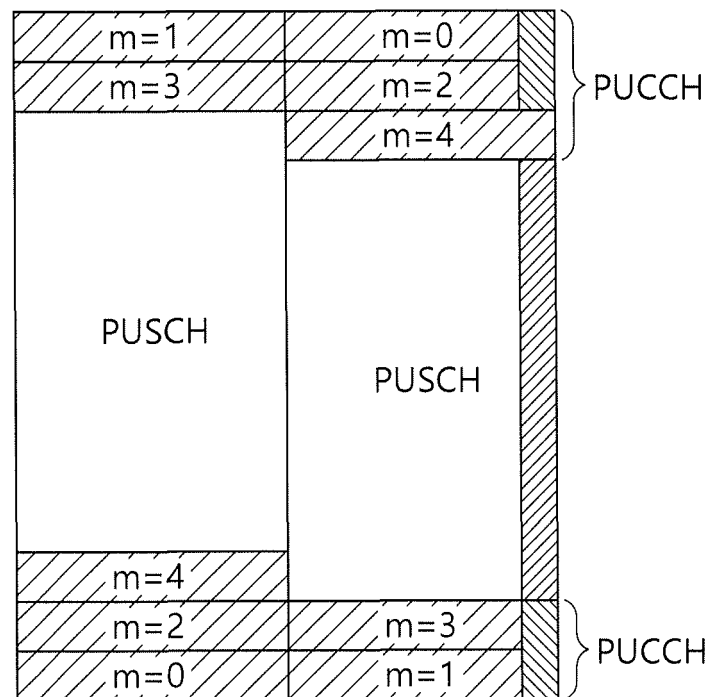 m=1 m=0
m=3 m=2
PUCCH
m=4
PUSCH
PUSCH
m=4
m=2 m=3
PUCCH
m=0 m=1